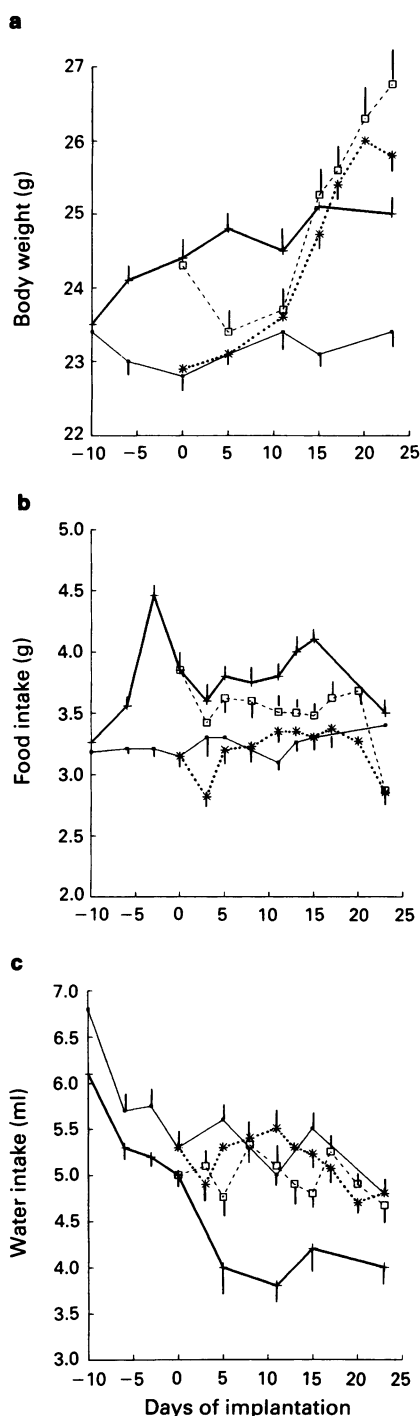 a
27
26
25
24
23
22
Body weight (g)
−10 −5 0 5 10 15 20 25
b
5.0
4.5
4.0
3.5
3.0
2.5
2.0
Food intake (g)
−10 −5 0 5 10 15 20 25
c
7.0
6.5
6.0
5.5
5.0
4.5
4.0
3.5
3.0
Water intake (ml)
−10 −5 0 5 10 15 20 25
Days of implantation